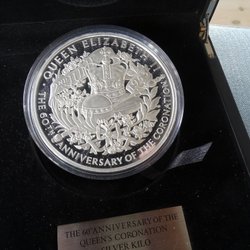 QUEEN ELIZABETH II
THE 60TH ANNIVERSARY OF THE CORONATION
THE 60TH ANNIVERSARY OF THE
QUEEN'S CORONATION
SILVER KILO